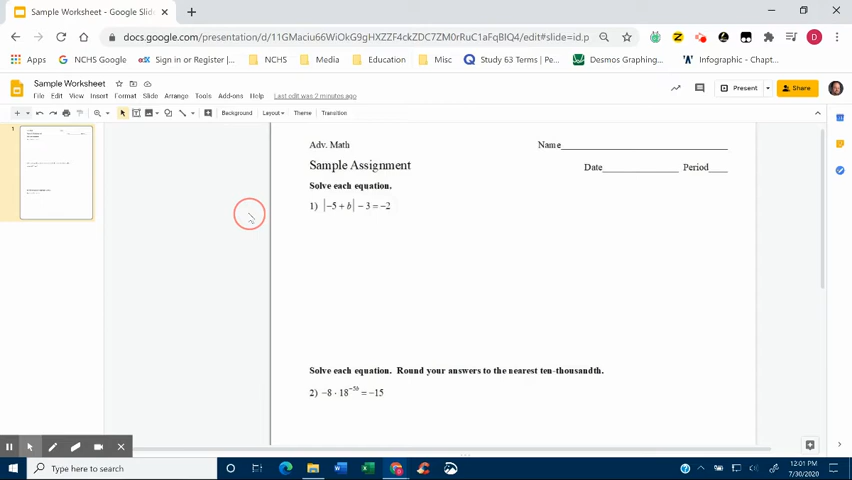 Sample Worksheet - Google Slide
docs.google.com/presentation/d/11GMaciu66WiOkG9gHXZZF4ckZDC7ZM0rRuC1aFqBIQ4/edit#slide=id.p
Apps NCHS Google Sign in or Register |... NCHS Media Education Misc Study 63 Terms | Pe... Desmos Graphing... Infographic - Chapt...
Sample Worksheet
File Edit View Insert Format Slide Arrange Tools Add-ons Help Last edit was 2 minutes ago
Present Share
Background Layout Theme Transition
1
Adv. Math Name
Sample Assignment Date Period
Solve each equation.
1) |−5 + b| − 3 = −2
Solve each equation. Round your answers to the nearest ten-thousandth.
2) −8 · 18^−5b = −15
Type here to search
12:01 PM
7/30/2020